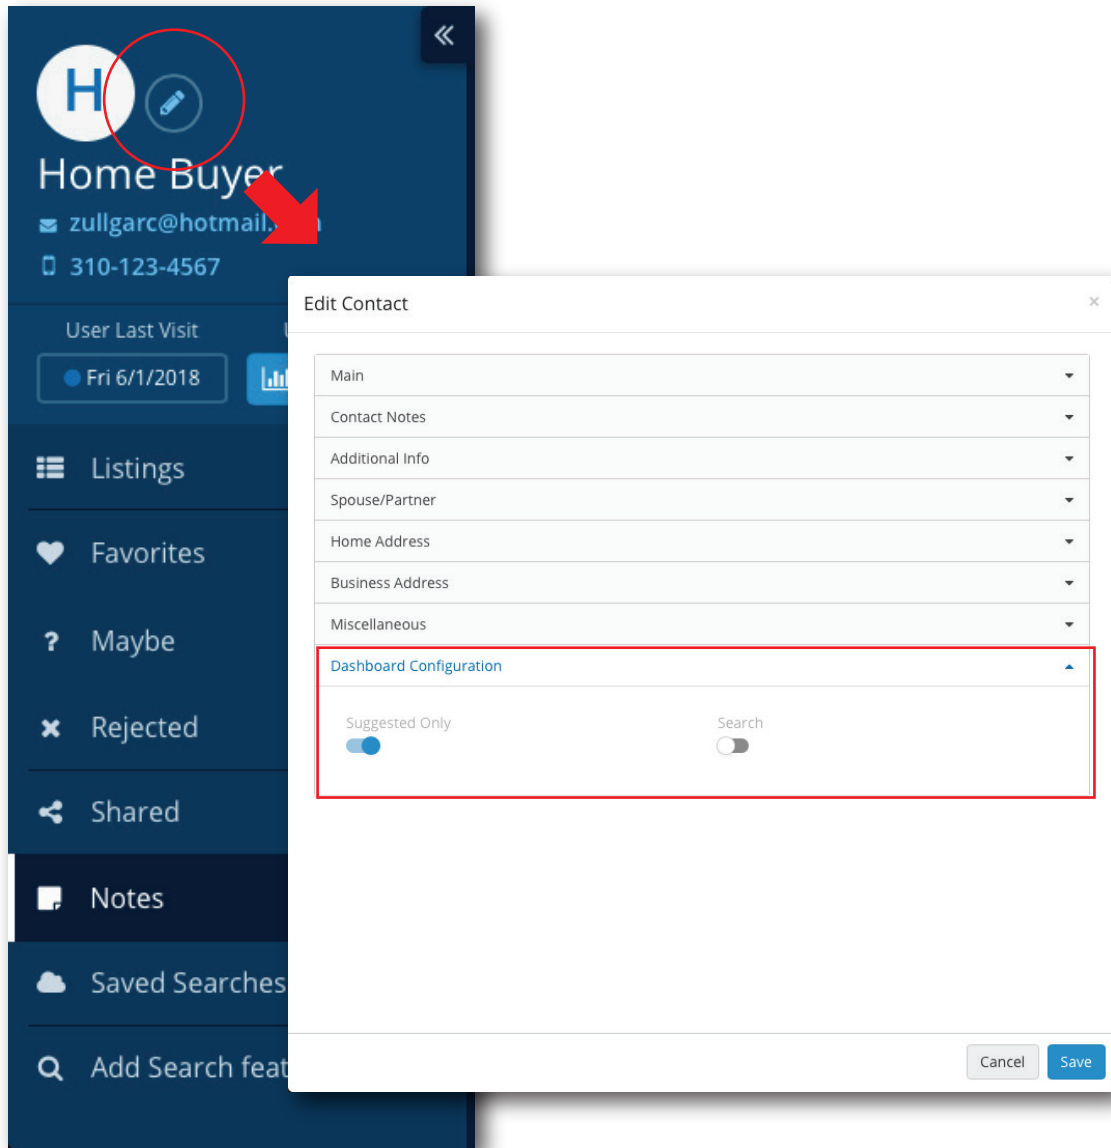 H
Home Buyer
zullgarc@hotmail.
310-123-4567
User Last Visit
Fri 6/1/2018
Listings
Favorites
? Maybe
Rejected
Shared
Notes
Saved Searches
Add Search feat
Edit Contact
×
Main
Contact Notes
Additional Info
Spouse/Partner
Home Address
Business Address
Miscellaneous
Dashboard Configuration
Suggested Only
Search
Cancel
Save